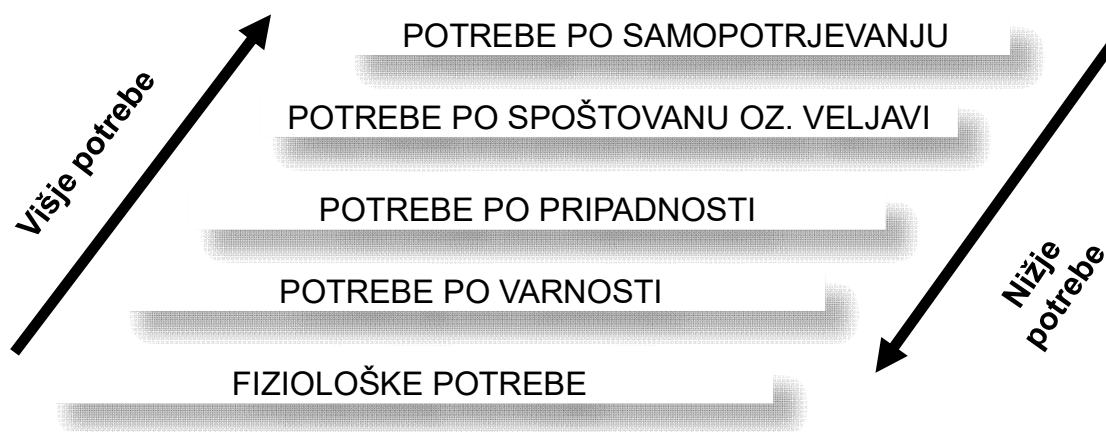 POTREBE PO SAMOPOTRJEVANJU
POTREBE PO SPOŠTOVANU OZ. VELJAVI
Višje potrebe
POTREBE PO PRIPADNOSTI
POTREBE PO VARNOSTI
Nižje
potrebe
FIZIOLOŠKE POTREBE